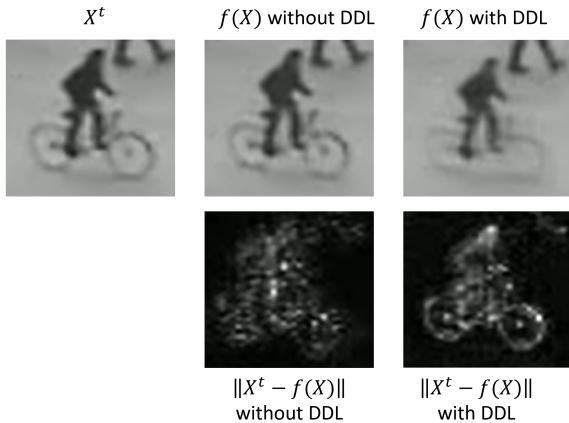 X^t
f(X) without DDL
f(X) with DDL
‖X^t − f(X)‖
without DDL
‖X^t − f(X)‖
with DDL